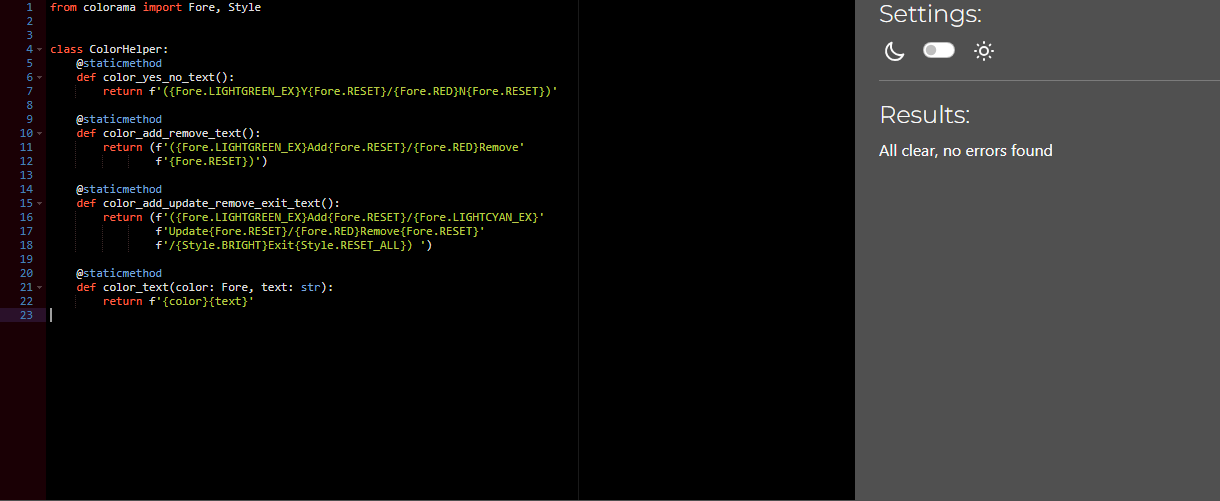 1 from colorama import Fore, Style
2
3
4 class ColorHelper:
5     @staticmethod
6     def color_yes_no_text():
7         return f'({Fore.LIGHTGREEN_EX}Y{Fore.RESET}/{Fore.RED}N{Fore.RESET})'
8
9     @staticmethod
10     def color_add_remove_text():
11         return (f'({Fore.LIGHTGREEN_EX}Add{Fore.RESET}/{Fore.RED}Remove'
12                 f'{Fore.RESET})')
13
14     @staticmethod
15     def color_add_update_remove_exit_text():
16         return (f'({Fore.LIGHTGREEN_EX}Add{Fore.RESET}/{Fore.LIGHTCYAN_EX}'
17                 f'Update{Fore.RESET}/{Fore.RED}Remove{Fore.RESET}'
18                 f'/{Style.BRIGHT}Exit{Style.RESET_ALL}) ')
19
20     @staticmethod
21     def color_text(color: Fore, text: str):
22         return f'{color}{text}'
23
Settings:
Results:
All clear, no errors found